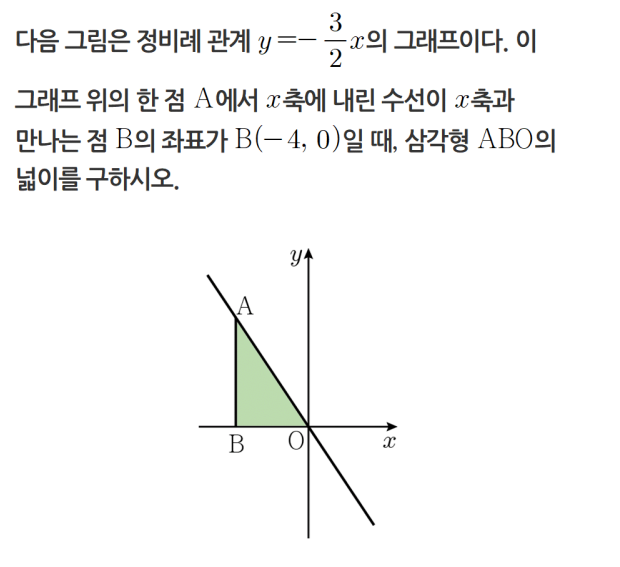 다음 그림은 정비례 관계 y=-3/2x의 그래프이다. 이
그래프 위의 한 점 A에서 x축에 내린 수선이 x축과
만나는 점 B의 좌표가 B(-4, 0)일 때, 삼각형 ABO의
넓이를 구하시오.
y
A
B
O
x